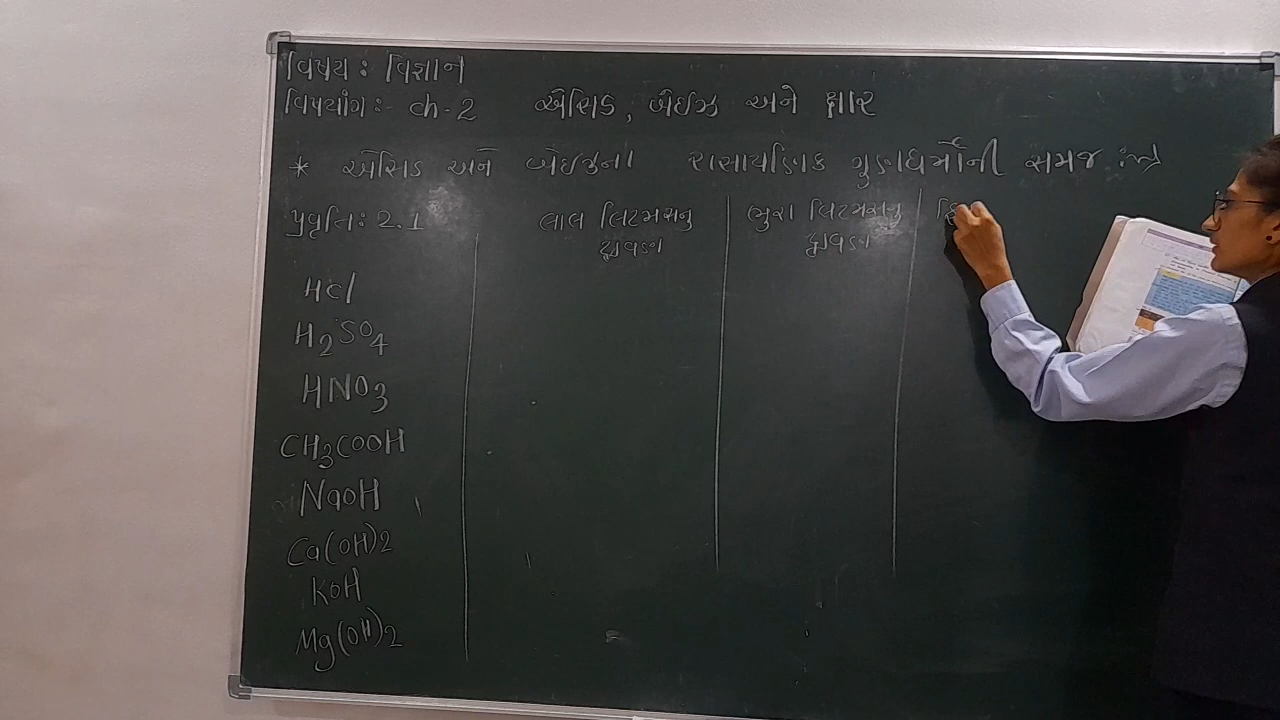 વિષય : વિજ્ઞાન
વિષયાંગ :- ch-2 એસિડ, બેઈઝ અને ક્ષાર
* એસિડ અને બેઈઝના રાસાયણિક ગુણધર્મોની સમજ :→
પ્રવૃત્તિ : 2.1 લાલ લિટમસનુ દ્રાવણ ભુરા લિટમસનુ દ્રાવણ
HCl
H2SO4
HNO3
CH3COOH
NaOH
Ca(OH)2
KOH
Mg(OH)2